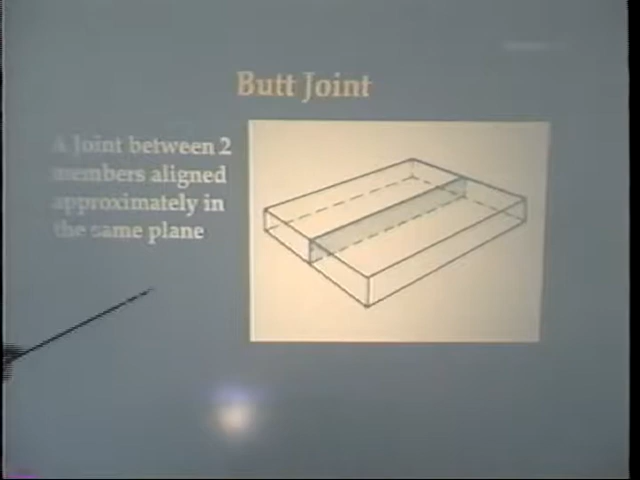 Butt Joint
A Joint between 2
members aligned
approximately in
the same plane